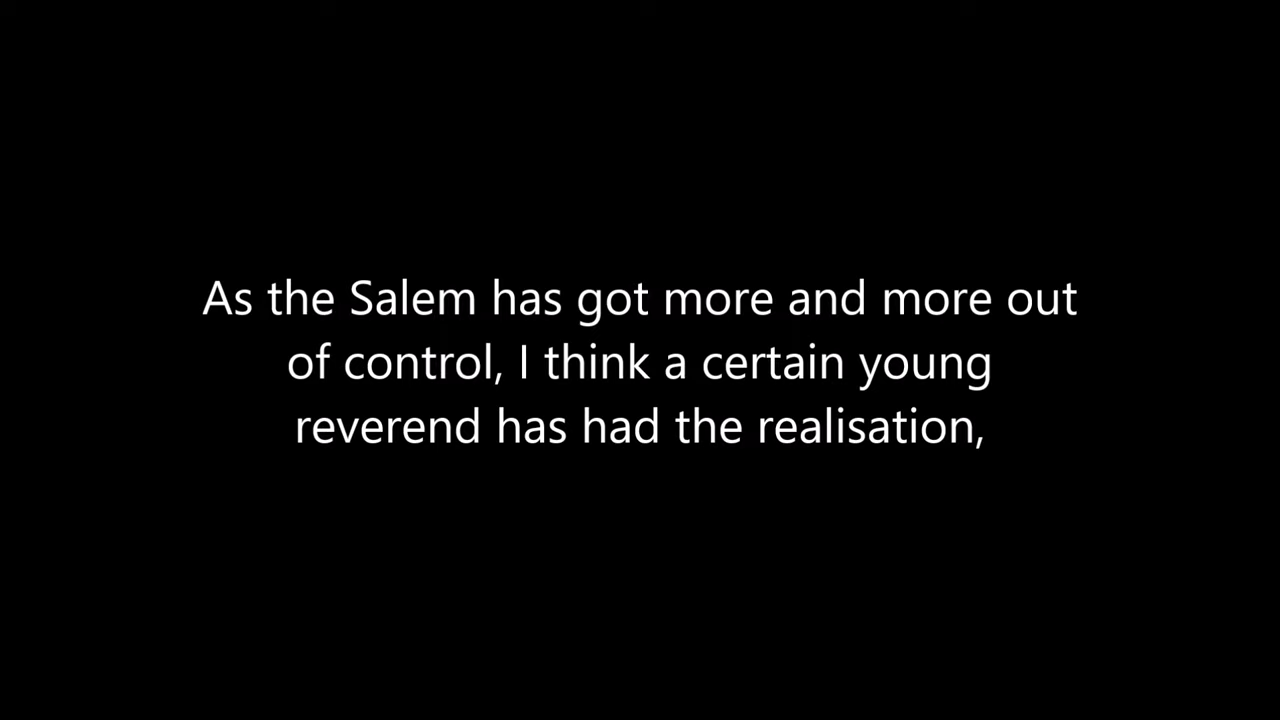 As the Salem has got more and more out
of control, I think a certain young
reverend has had the realisation,